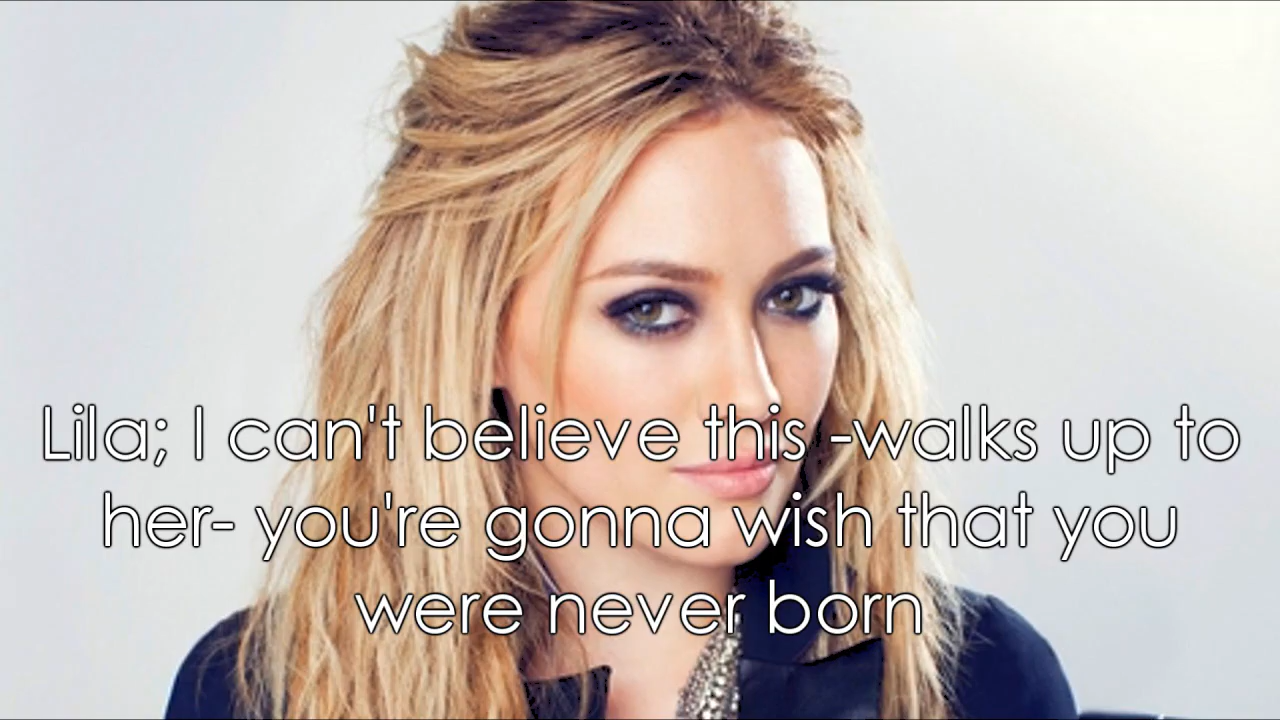 Lila; I can't believe this -walks up to
her- you're gonna wish that you
were never born